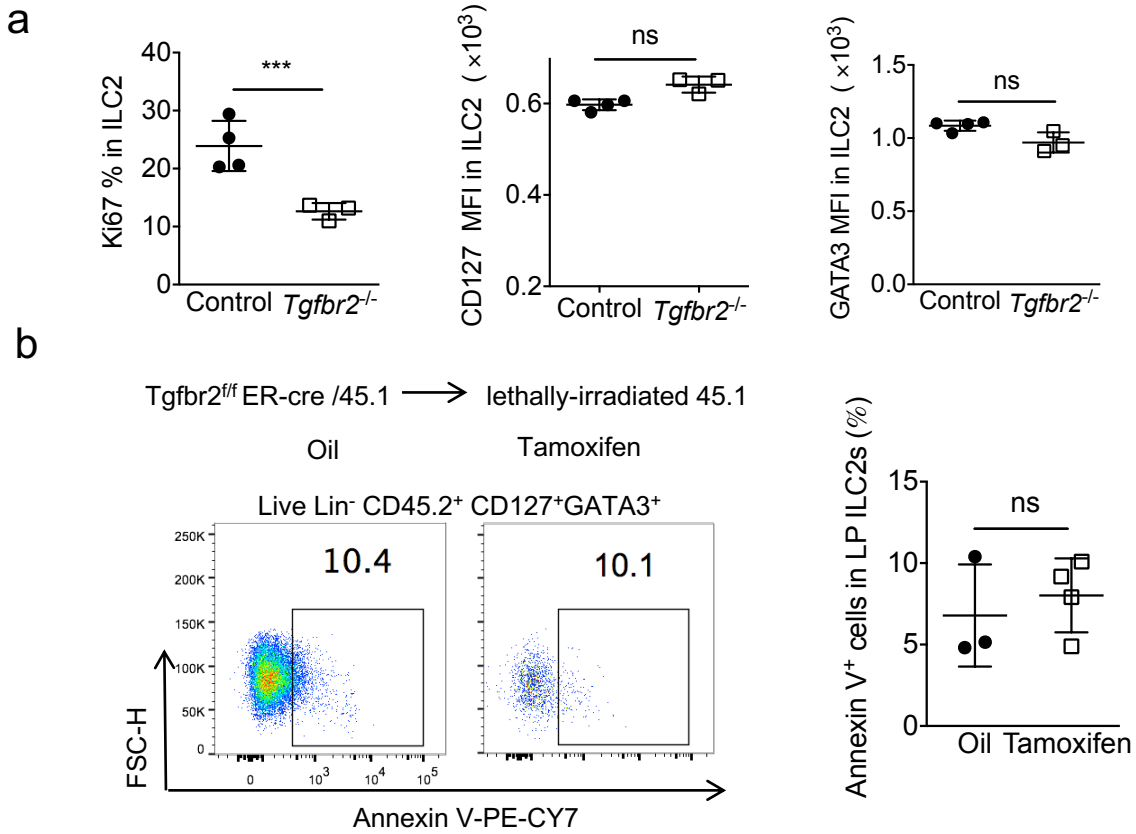 a
Ki67 % in ILC2
40
30
20
10
0
***
Control Tgfbr2-/-
CD127 MFI in ILC2 ( ×10³)
0.6
0.4
0.2
ns
Control Tgfbr2-/-
GATA3 MFI in ILC2 ( ×10³)
1.5
1.0
0.5
0.0
ns
Control Tgfbr2-/-
b
Tgfbr2f/f ER-cre /45.1 → lethally-irradiated 45.1
Oil Tamoxifen
Live Lin- CD45.2+ CD127+GATA3+
250K
200K
150K
100K
50K
0
10.4
10.1
0 10³ 10⁴ 10⁵
FSC-H
Annexin V-PE-CY7
Annexin V+ cells in LP ILC2s (%)
15
10
5
0
ns
Oil Tamoxifen